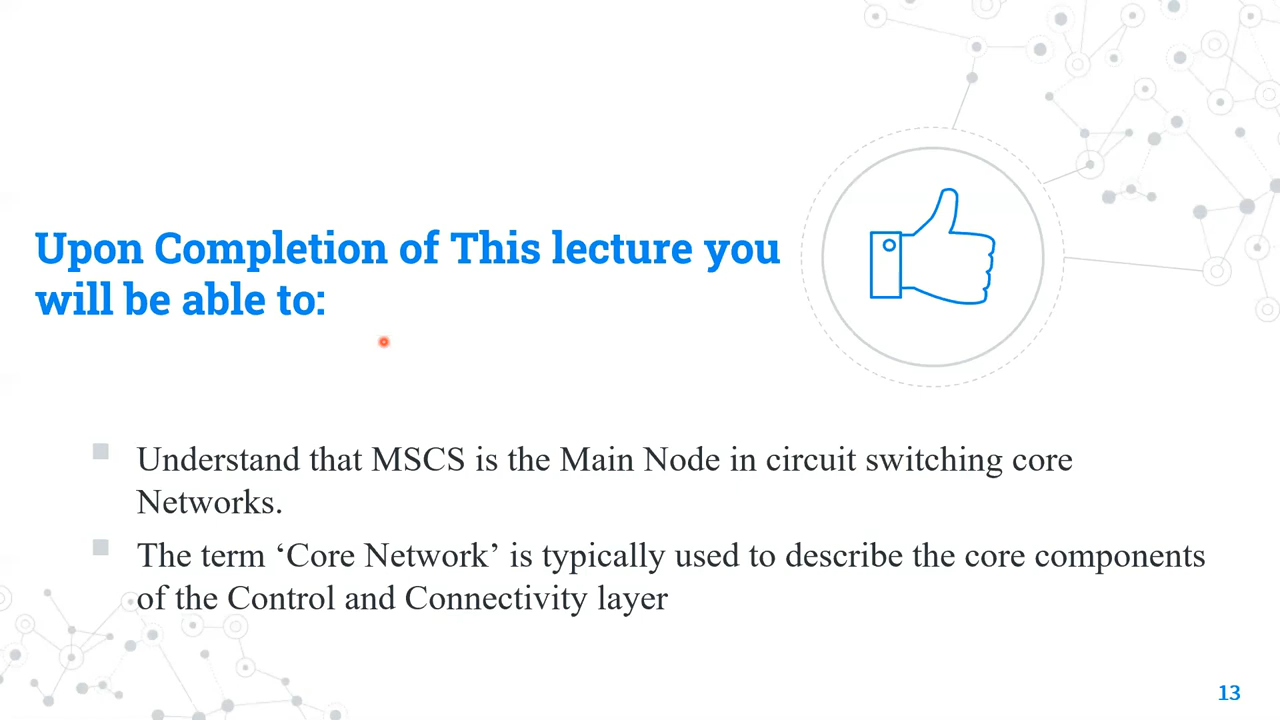 Upon Completion of This lecture you
will be able to:
Understand that MSCS is the Main Node in circuit switching core
Networks.
The term ‘Core Network’ is typically used to describe the core components
of the Control and Connectivity layer
13